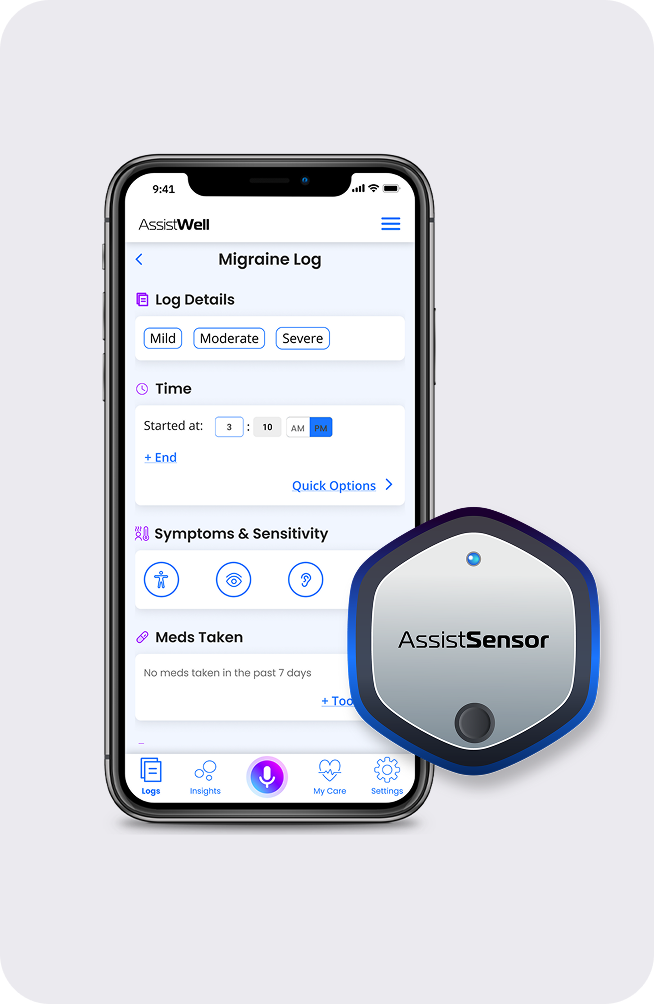 9:41
AssistWell
Migraine Log
Log Details
Mild Moderate Severe
Time
Started at: 3 : 10 AM PM
+ End
Quick Options
Symptoms & Sensitivity
AssistSensor
Meds Taken
No meds taken in the past 7 days
+ Too
Logs Insights My Care Settings